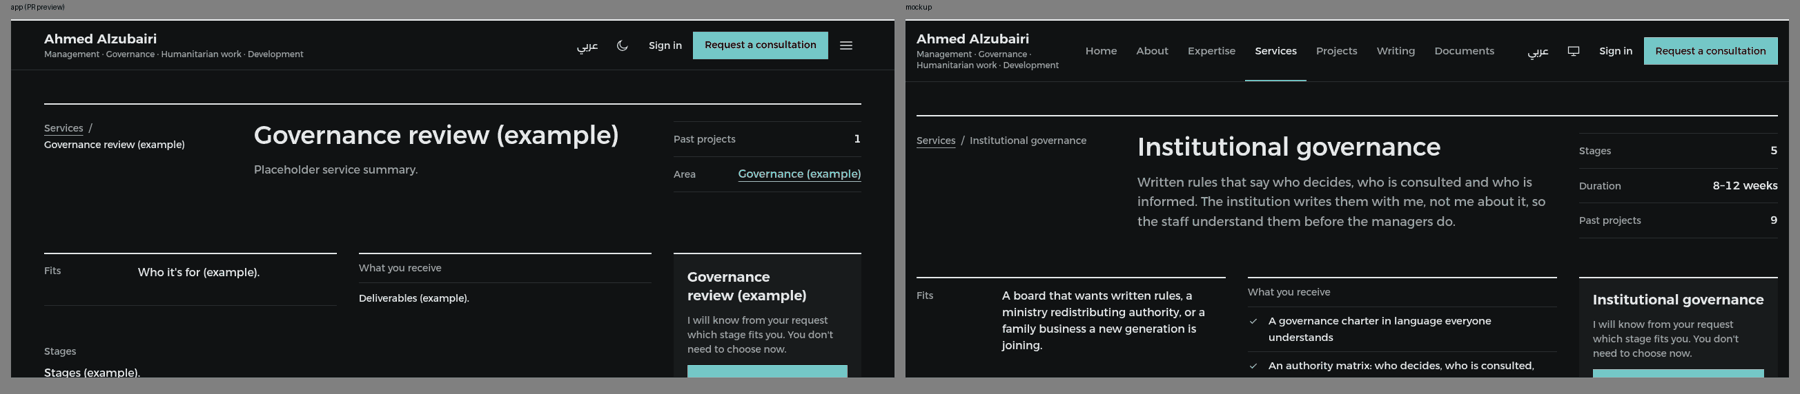 app (PR preview)
Ahmed Alzubairi
Management · Governance · Humanitarian work · Development
عربي
Sign in
Request a consultation
Services /
Governance review (example)
Governance review (example)
Placeholder service summary.
Past projects 1
Area Governance (example)
Fits Who it's for (example).
What you receive
Deliverables (example).
Governance
review (example)
I will know from your request
which stage fits you. You don't
need to choose now.
Stages
Stages (example).
mockup
Ahmed Alzubairi
Management · Governance ·
Humanitarian work · Development
Home About Expertise Services Projects Writing Documents
عربي
Sign in
Request a consultation
Services / Institutional governance
Institutional governance
Written rules that say who decides, who is consulted and who is
informed. The institution writes them with me, not me about it, so
the staff understand them before the managers do.
Stages 5
Duration 8–12 weeks
Past projects 9
Fits
A board that wants written rules, a
ministry redistributing authority, or a
family business a new generation is
joining.
What you receive
A governance charter in language everyone
understands
An authority matrix: who decides, who is consulted,
Institutional governance
I will know from your request
which stage fits you. You don't
need to choose now.